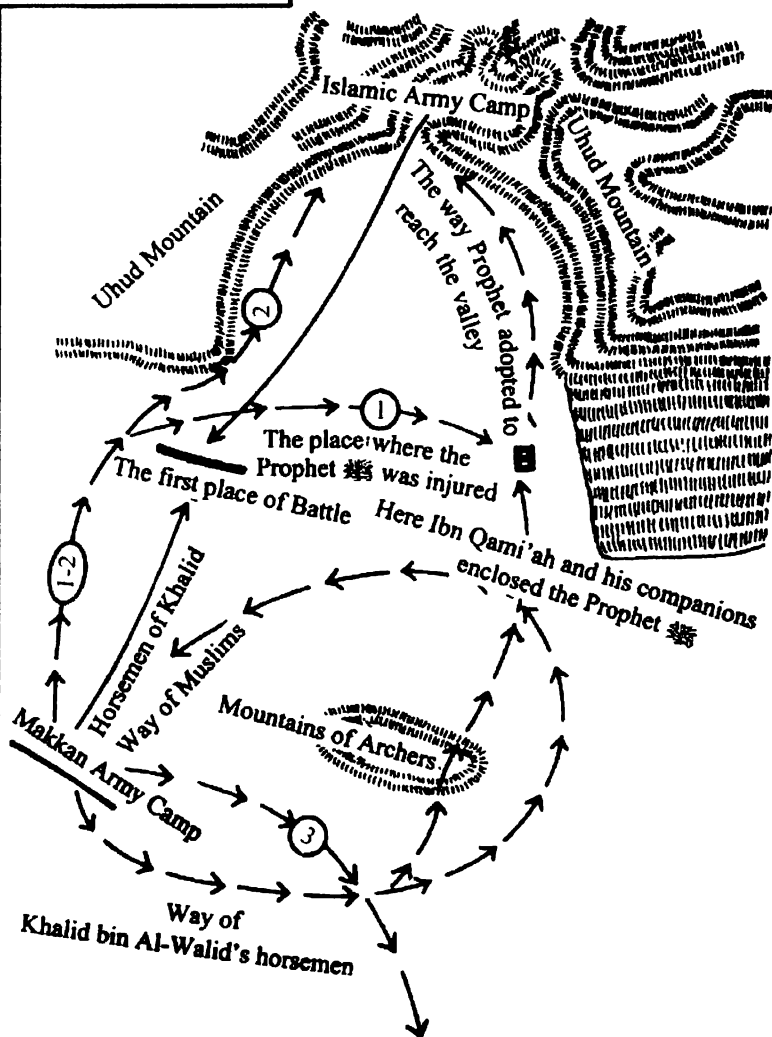 Islamic Army Camp
Uhud Mountain
Uhud Mountain
The way Prophet adopted to
reach the valley
2
1
The place where the
Prophet ﷺ was injured
The first place of Battle
Here Ibn Qami'ah and his companions
enclosed the Prophet ﷺ
1-2
Horsemen of Khalid
Way of Muslims
Mountains of Archers
Makkan Army Camp
3
Way of
Khalid bin Al-Walid's horsemen